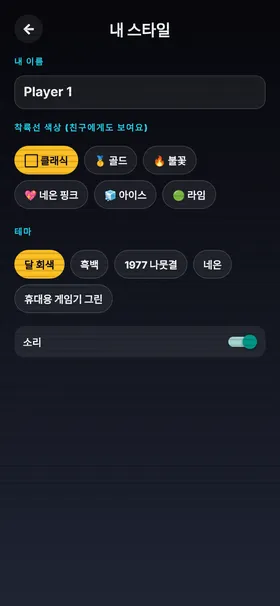 내 스타일
내 이름
Player 1
착륙선 색상 (친구에게도 보여요)
클래식 골드 불꽃
네온 핑크 아이스 라임
테마
달 회색 흑백 1977 나뭇결 네온
휴대용 게임기 그린
소리